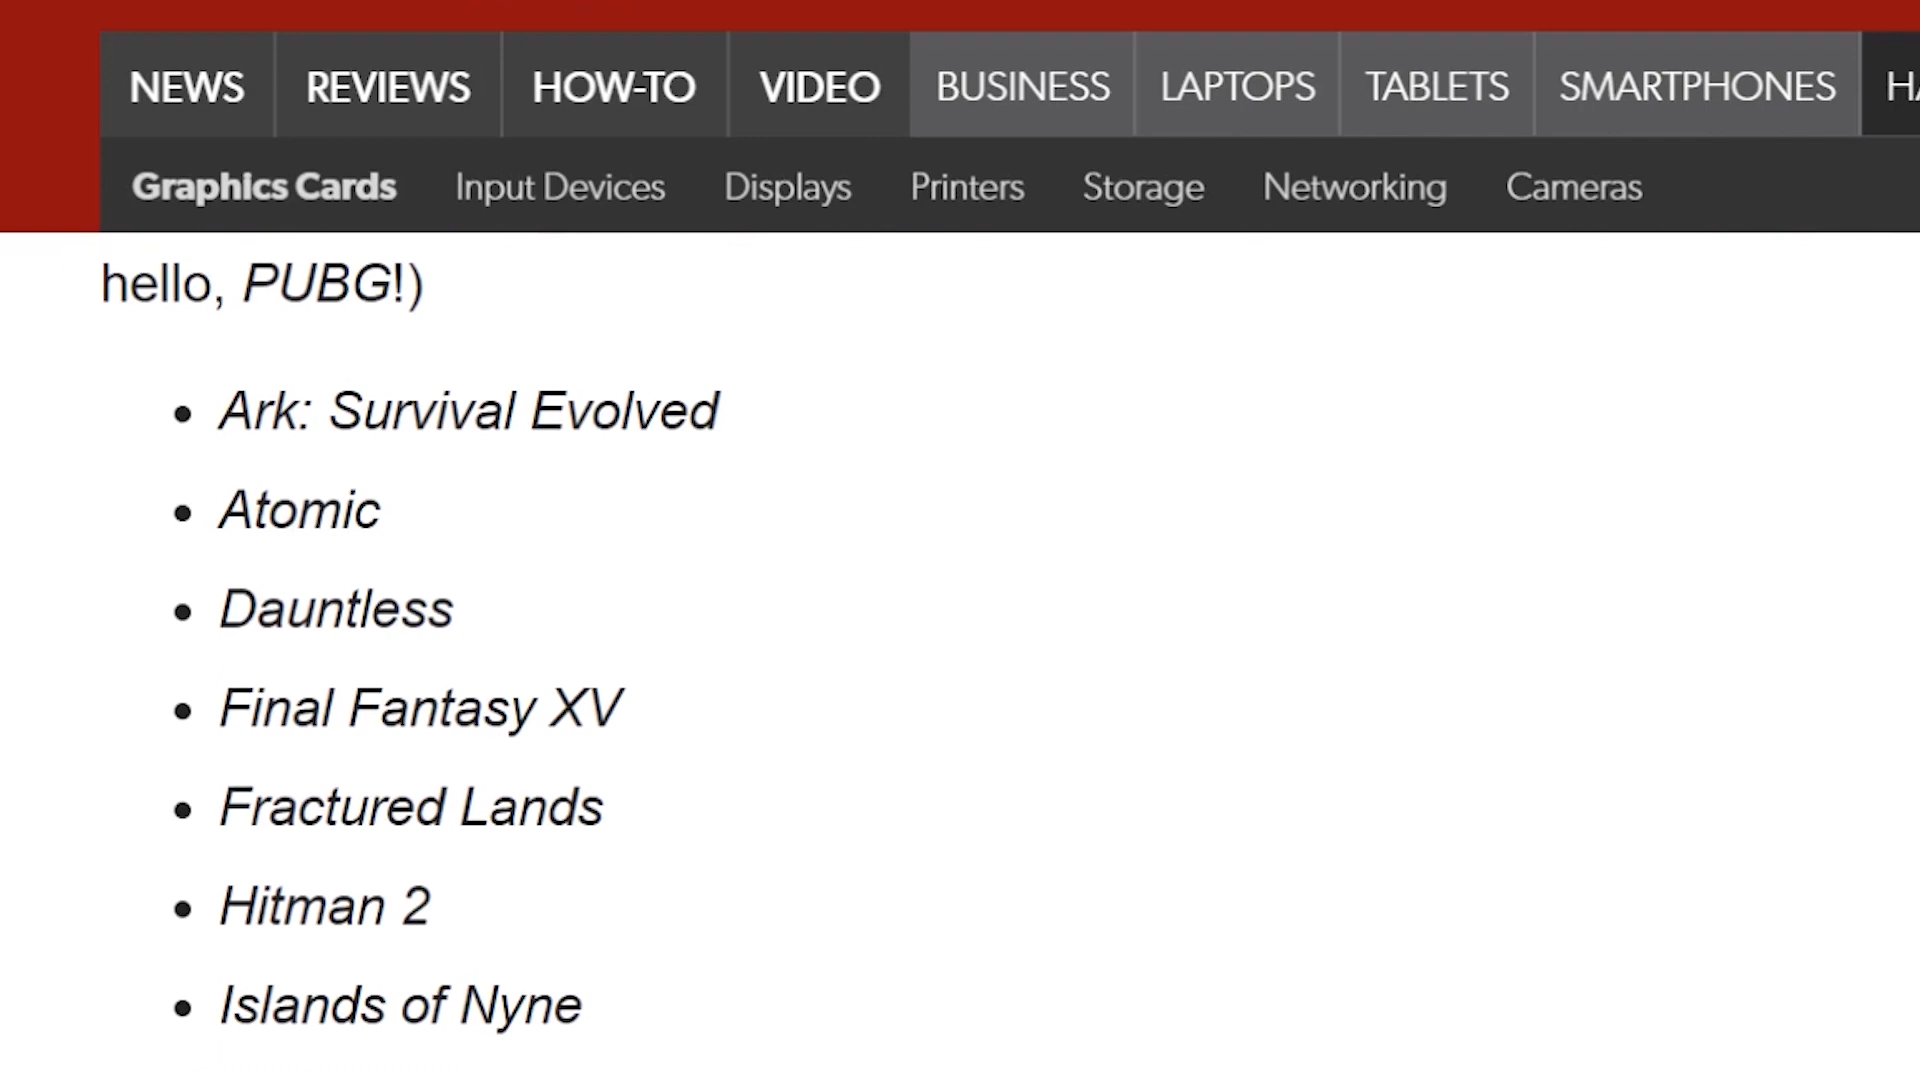 NEWS REVIEWS HOW-TO VIDEO BUSINESS LAPTOPS TABLETS SMARTPHONES
Graphics Cards Input Devices Displays Printers Storage Networking Cameras
hello, PUBG!)
• Ark: Survival Evolved
• Atomic
• Dauntless
• Final Fantasy XV
• Fractured Lands
• Hitman 2
• Islands of Nyne